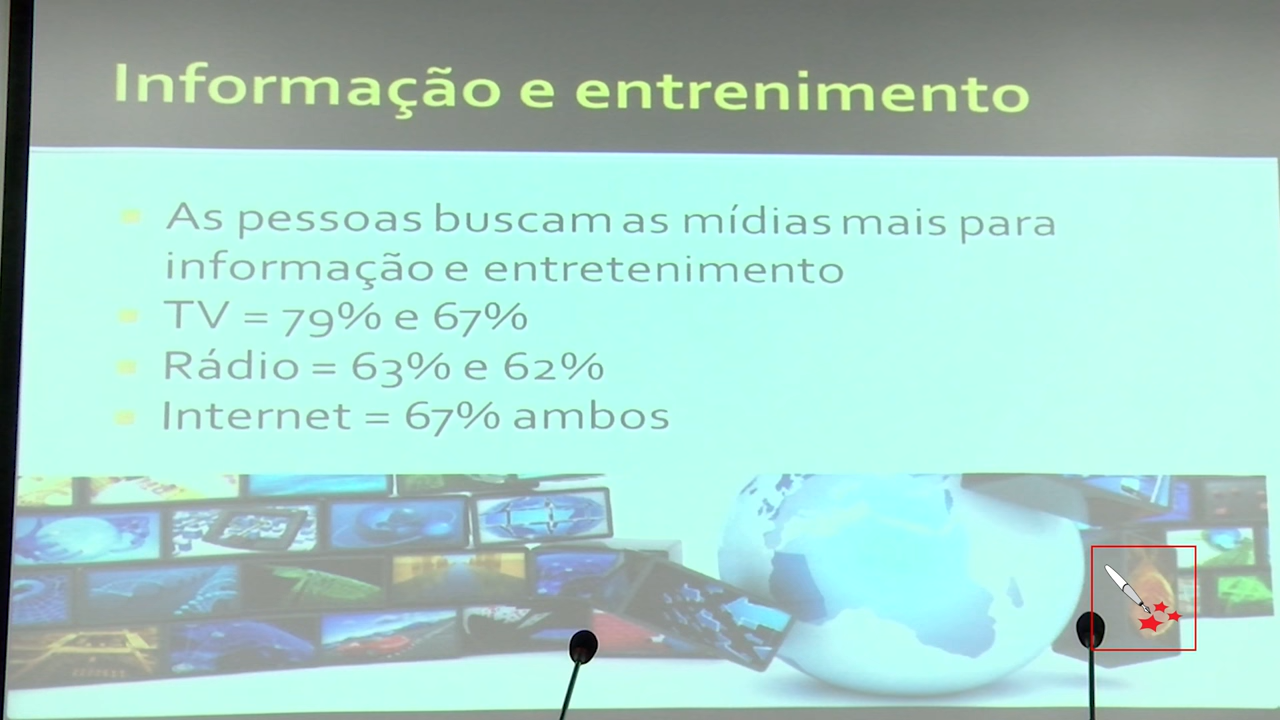 Informação e entrenimento
As pessoas buscam as mídias mais para
informação e entretenimento
TV = 79% e 67%
Rádio = 63% e 62%
Internet = 67% ambos